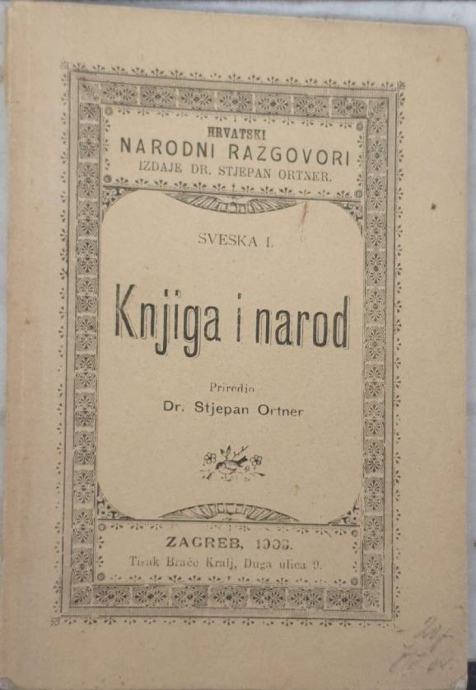 HRVATSKI
NARODNI RAZGOVORI
IZDAJE DR. STJEPAN ORTNER.
SVESKA I.
Knjiga i narod
Priredio
Dr. Stjepan Ortner
ZAGREB,
Tisak Braće Kralj, Duga ulica 9.